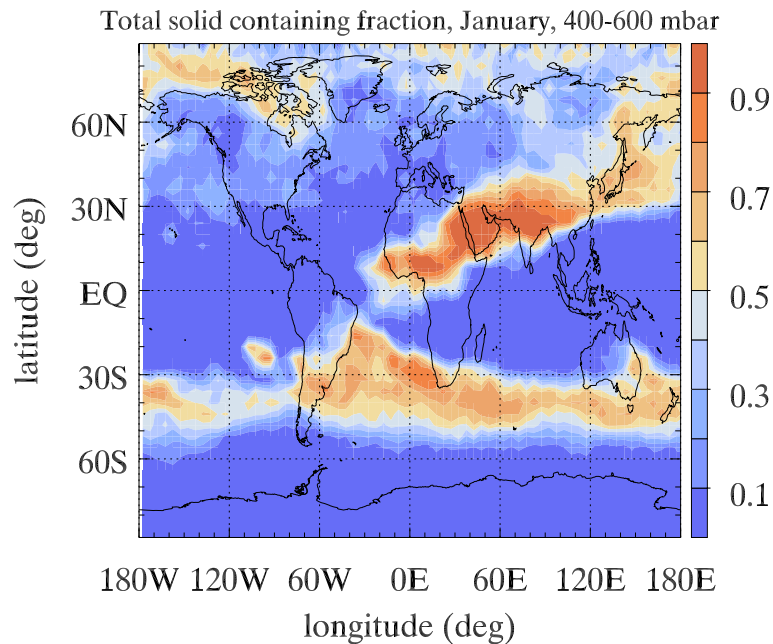 Total solid containing fraction, January, 400-600 mbar
60N
30N
EQ
30S
60S
latitude (deg)
180W 120W 60W 0E 60E 120E 180E
longitude (deg)
0.9
0.7
0.5
0.3
0.1